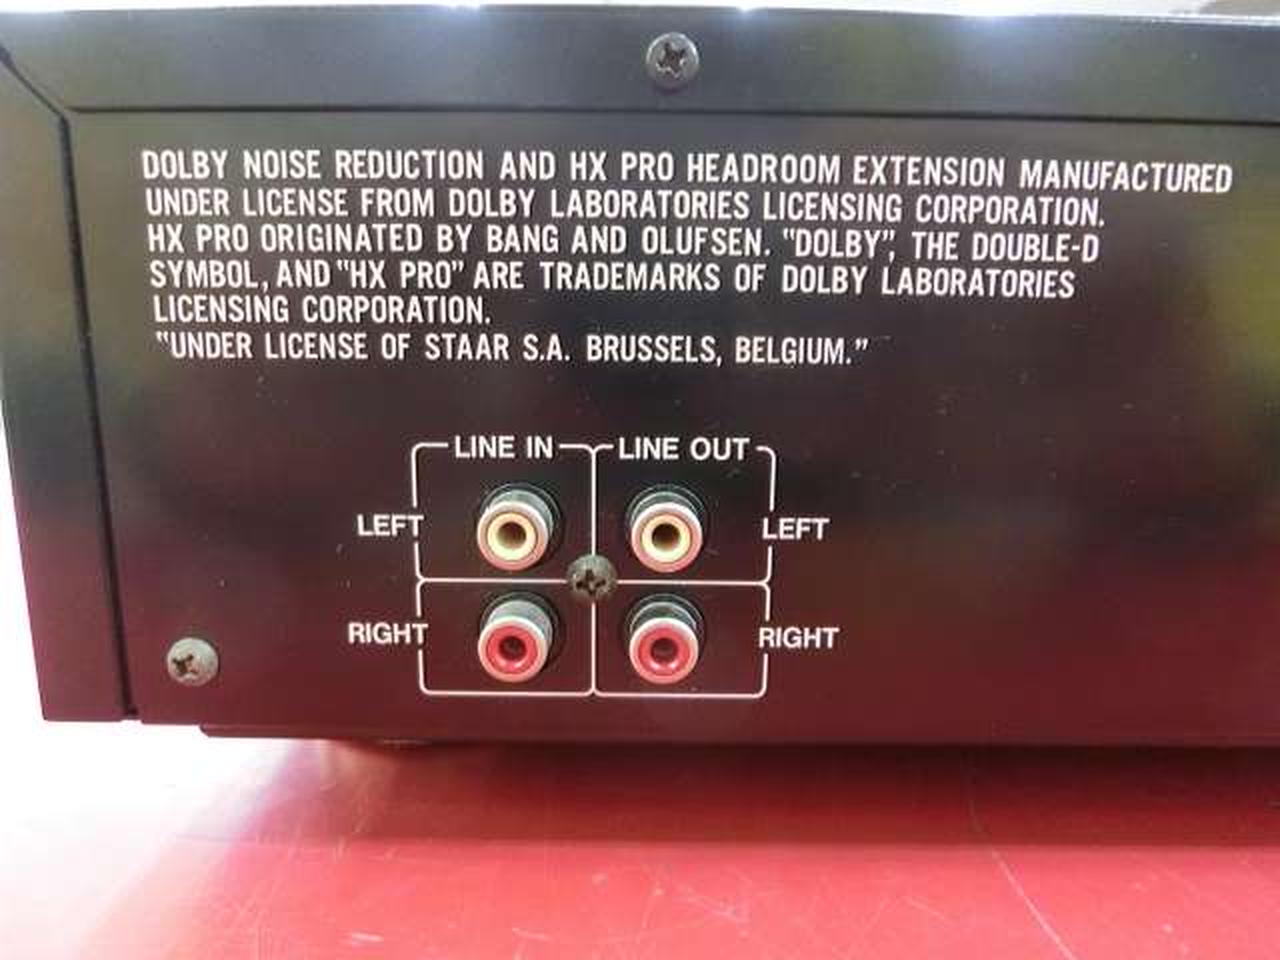 DOLBY NOISE REDUCTION AND HX PRO HEADROOM EXTENSION MANUFACTURED
UNDER LICENSE FROM DOLBY LABORATORIES LICENSING CORPORATION.
HX PRO ORIGINATED BY BANG AND OLUFSEN. "DOLBY", THE DOUBLE-D
SYMBOL, AND "HX PRO" ARE TRADEMARKS OF DOLBY LABORATORIES
LICENSING CORPORATION.
"UNDER LICENSE OF STAAR S.A. BRUSSELS, BELGIUM."
LINE IN LINE OUT
LEFT LEFT
RIGHT RIGHT